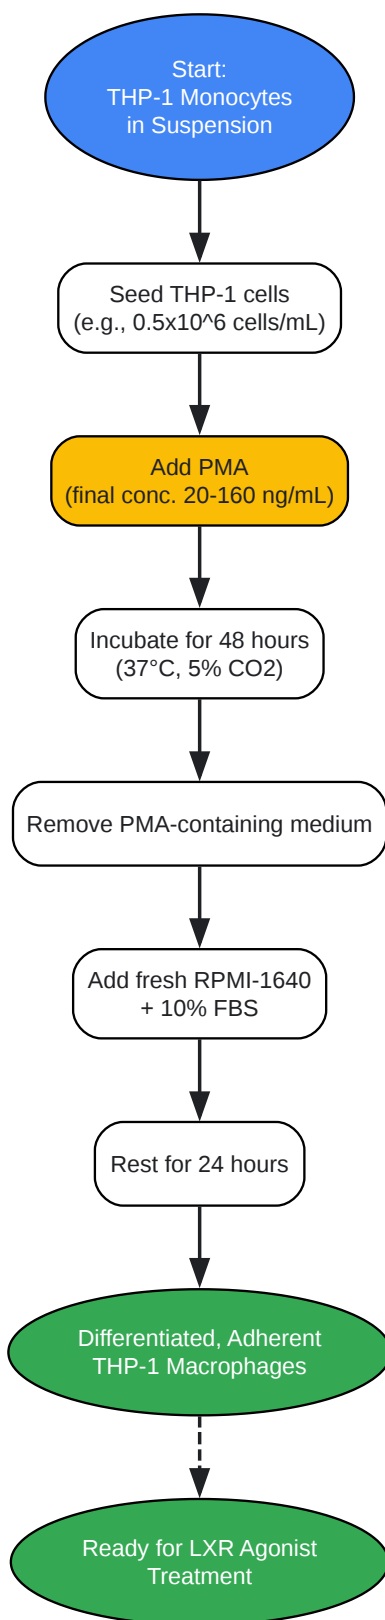 Start:
THP-1 Monocytes
in Suspension
Seed THP-1 cells
(e.g., 0.5x10^6 cells/mL)
Add PMA
(final conc. 20-160 ng/mL)
Incubate for 48 hours
(37°C, 5% CO2)
Remove PMA-containing medium
Add fresh RPMI-1640
+ 10% FBS
Rest for 24 hours
Differentiated, Adherent
THP-1 Macrophages
Ready for LXR Agonist
Treatment